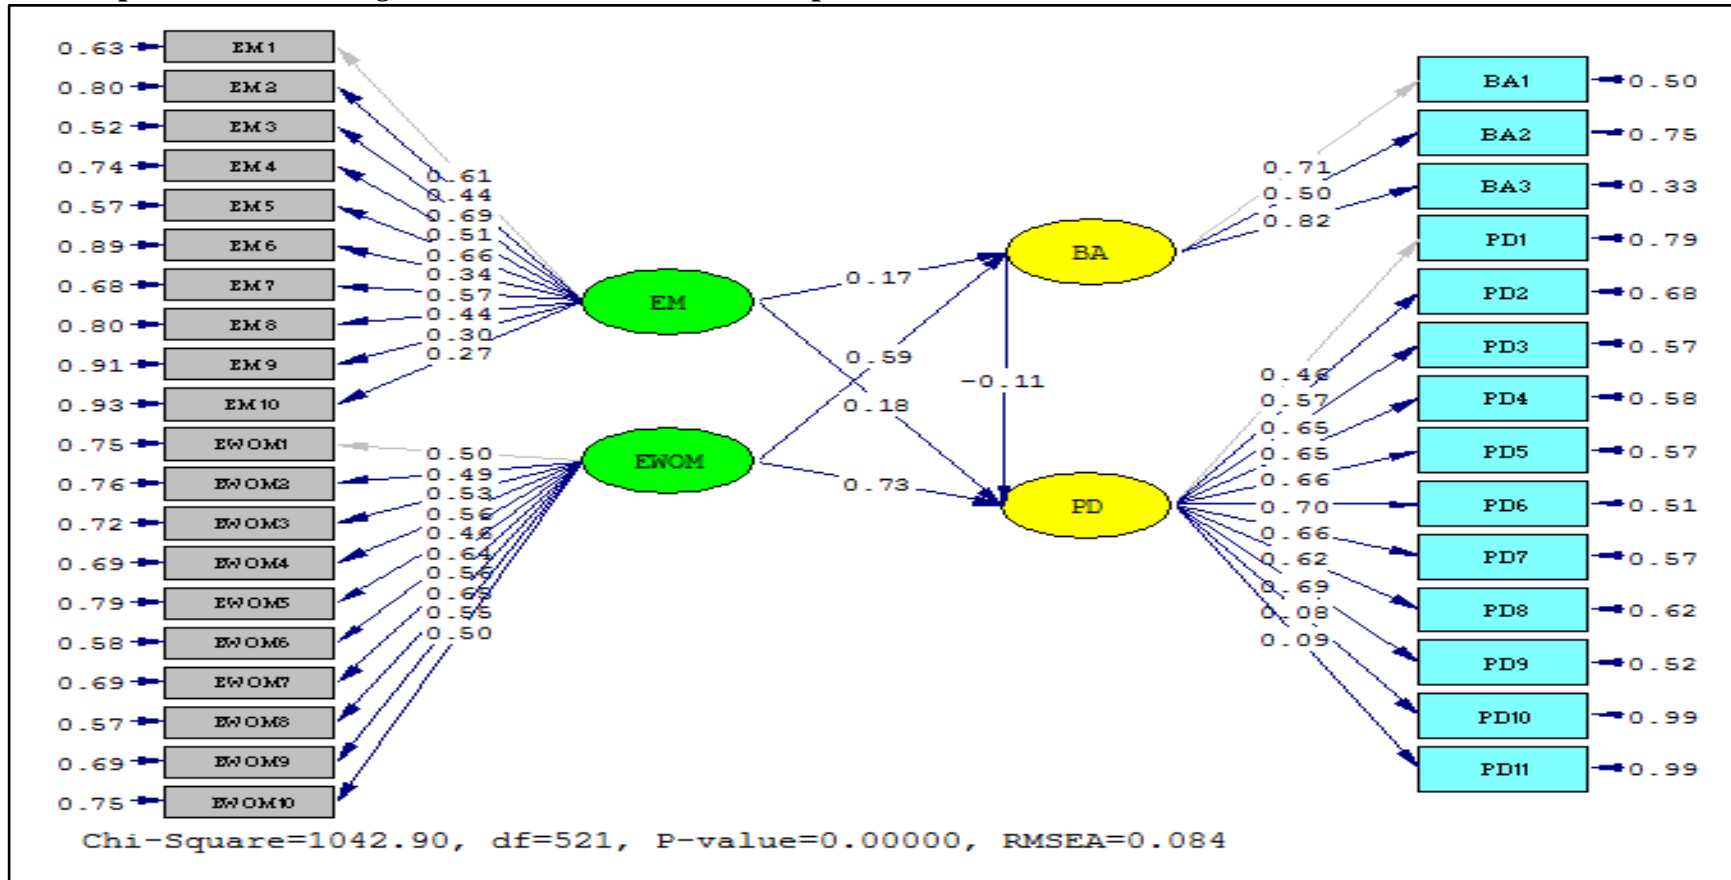 0.63 EM1
0.80 EM2
0.52 EM3
0.74 EM4
0.57 EM5
0.89 EM6
0.68 EM7
0.80 EM8
0.91 EM9
0.93 EM10
0.75 EWOM1
0.76 EWOM2
0.72 EWOM3
0.69 EWOM4
0.79 EWOM5
0.58 EWOM6
0.69 EWOM7
0.57 EWOM8
0.69 EWOM9
0.75 EWOM10
0.61
0.44
0.69
0.51
0.66
0.34
0.57
0.44
0.30
0.27
0.50
0.49
0.53
0.56
0.46
0.64
0.56
0.55
0.50
EM
EWOM
0.17
0.59
-0.11
0.18
0.73
BA
PD
0.71
0.50
0.82
0.46
0.57
0.65
0.65
0.66
0.70
0.66
0.62
0.69
0.08
0.09
BA1 0.50
BA2 0.75
BA3 0.33
PD1 0.79
PD2 0.68
PD3 0.57
PD4 0.58
PD5 0.57
PD6 0.51
PD7 0.57
PD8 0.62
PD9 0.52
PD10 0.99
PD11 0.99
Chi-Square=1042.90, df=521, P-value=0.00000, RMSEA=0.084